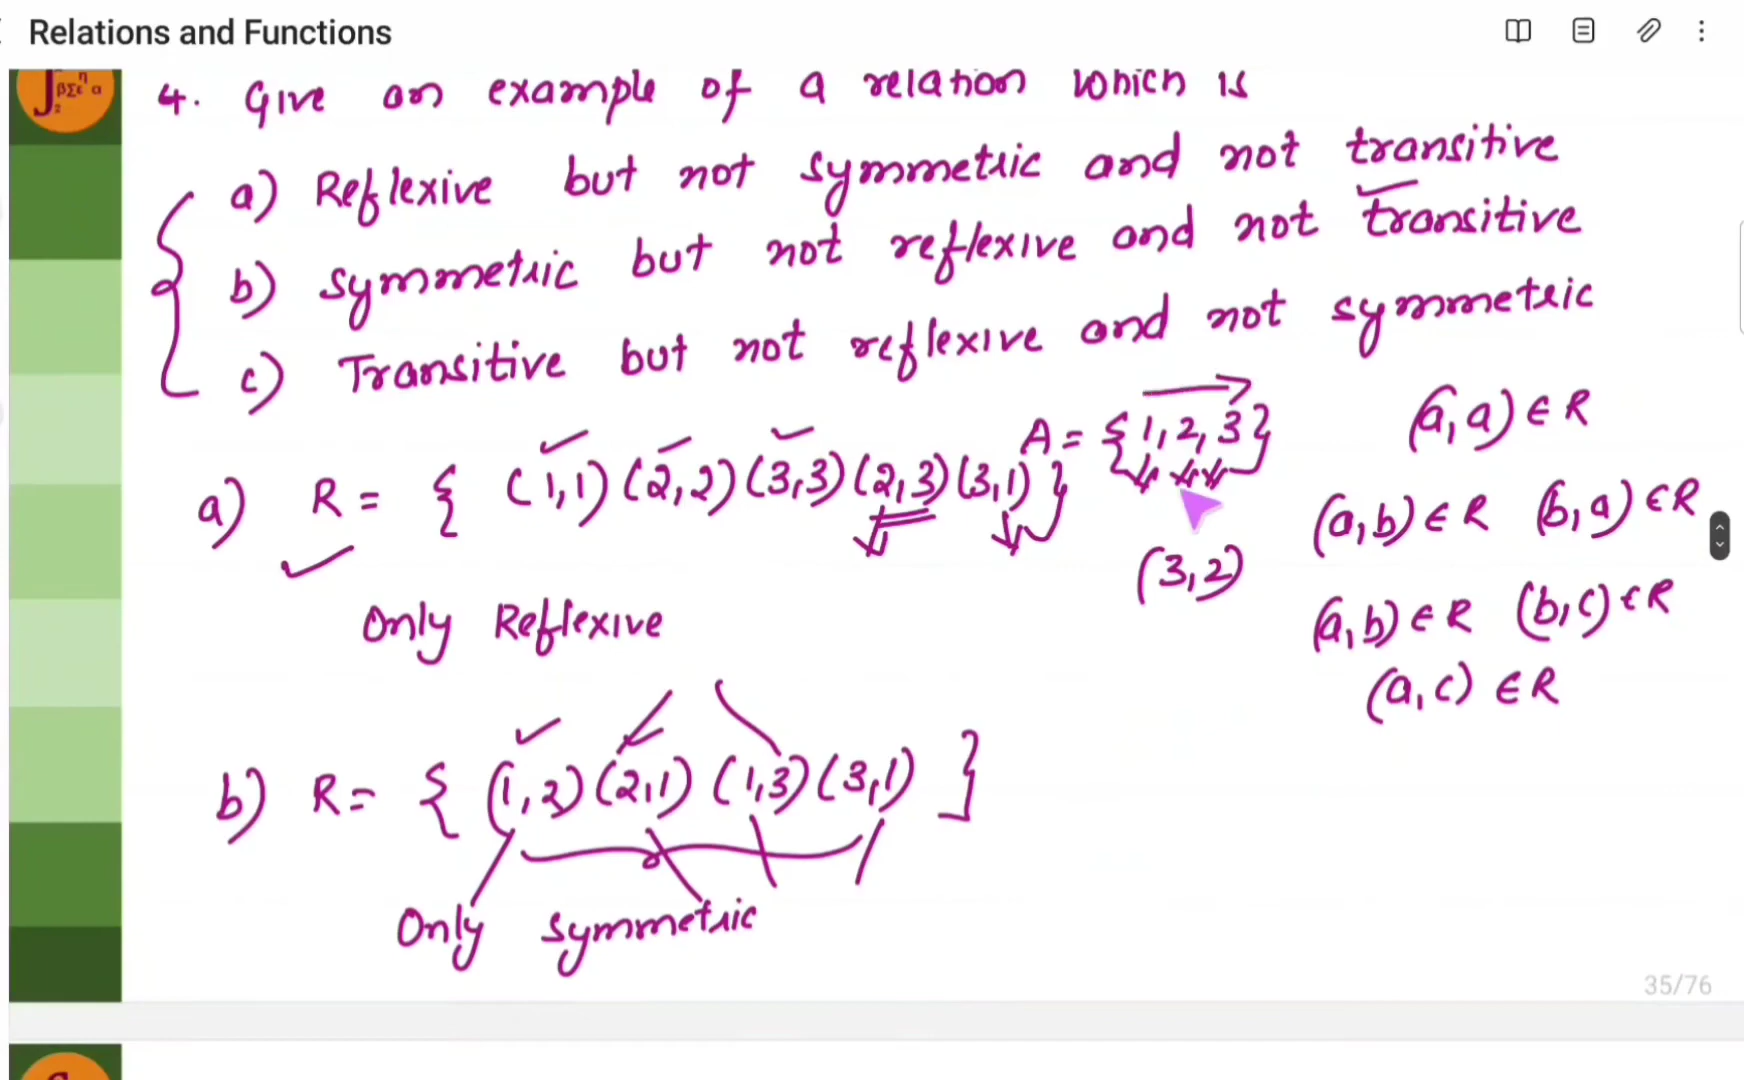 Relations and Functions
4. Give an example of a relation which is
a) Reflexive but not symmetric and not transitive
b) symmetric but not reflexive and not transitive
c) Transitive but not reflexive and not symmetric
A = {1,2,3}
(a,a) ∈ R
a) R = { (1,1) (2,2) (3,3) (2,3) (3,1) }
(a,b) ∈ R (b,a) ∈ R
(3,2)
(a,b) ∈ R (b,c) ∈ R
Only Reflexive
(a,c) ∈ R
b) R = { (1,2) (2,1) (1,3) (3,1) }
Only symmetric
35/76